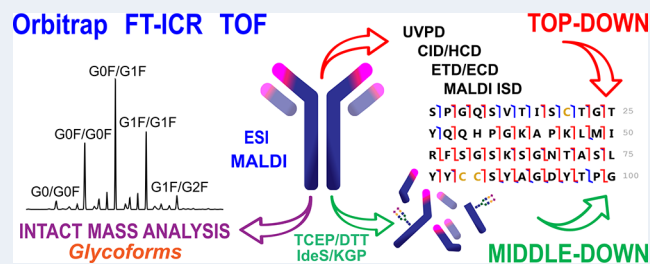 Orbitrap FT-ICR TOF
UVPD
CID/HCD
ETD/ECD
MALDI ISD
TOP-DOWN
G0F/G1F
G0F/G0F
G1F/G1F
G0/G0F
G1F/G2F
ESI
MALDI
S P G Q S V T I S C T G T 25
Y Q Q H P G K A P K L M I 50
R F S G S K S G N T A S L 75
Y Y C C S Y A G D Y T P G 100
INTACT MASS ANALYSIS
Glycoforms
TCEP/DTT
IdeS/KGP
MIDDLE-DOWN